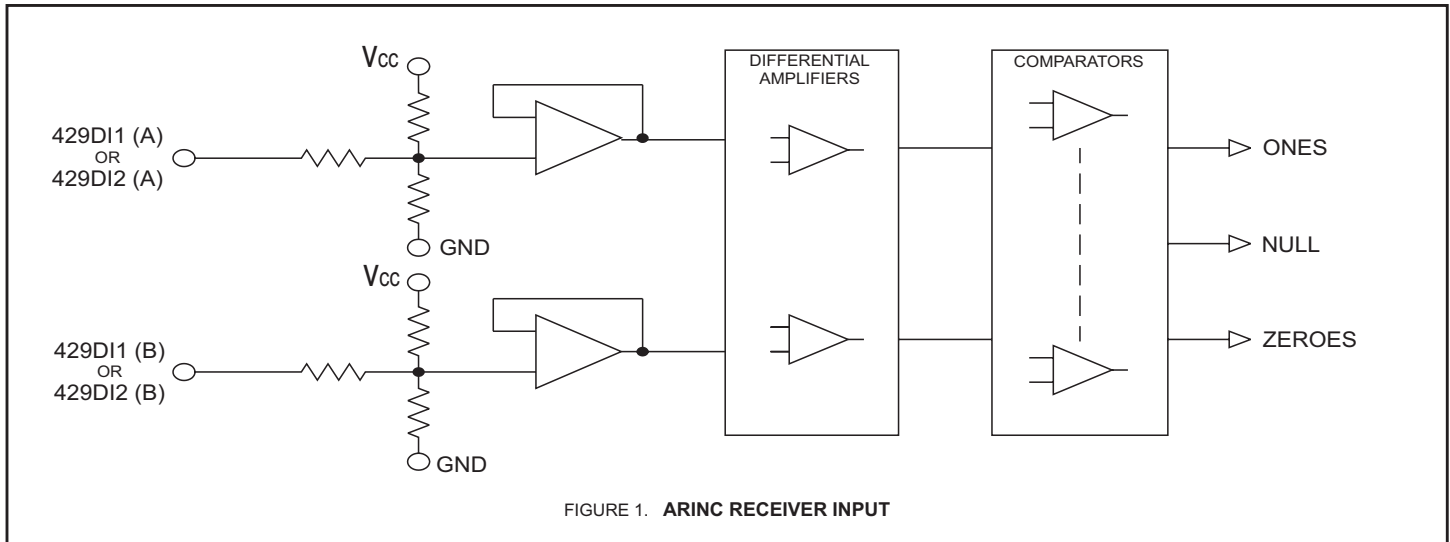 VCC
DIFFERENTIAL
AMPLIFIERS
COMPARATORS
429DI1 (A)
OR
429DI2 (A)
GND
ONES
NULL
ZEROES
VCC
429DI1 (B)
OR
429DI2 (B)
GND
FIGURE 1. ARINC RECEIVER INPUT